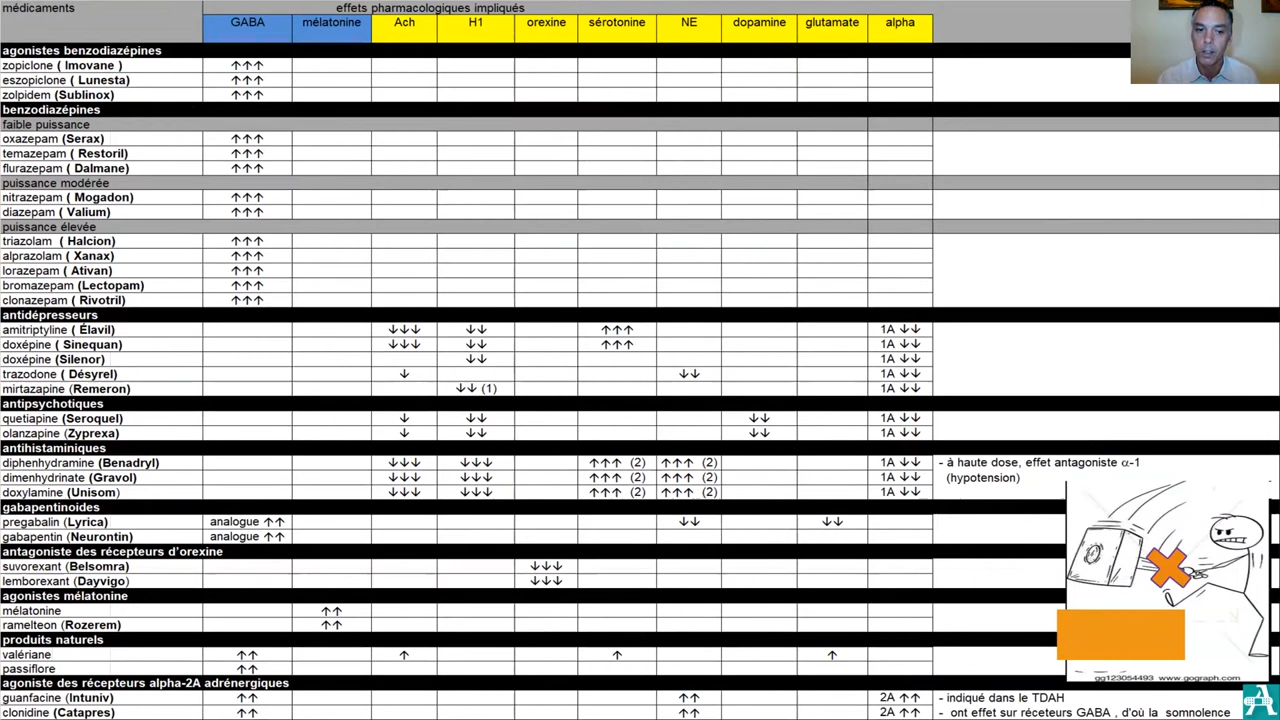 médicaments effets pharmacologiques impliqués
GABA mélatonine Ach H1 orexine sérotonine NE dopamine glutamate alpha
agonistes benzodiazépines
zopiclone ( Imovane ) ↑↑↑
eszopiclone ( Lunesta) ↑↑↑
zolpidem (Sublinox) ↑↑↑
benzodiazépines
faible puissance
oxazepam (Serax) ↑↑↑
temazepam ( Restoril) ↑↑↑
flurazepam ( Dalmane) ↑↑↑
puissance modérée
nitrazepam ( Mogadon) ↑↑↑
diazepam ( Valium) ↑↑↑
puissance élevée
triazolam ( Halcion) ↑↑↑
alprazolam ( Xanax) ↑↑↑
lorazepam ( Ativan) ↑↑↑
bromazepam (Lectopam) ↑↑↑
clonazepam ( Rivotril) ↑↑↑
antidépresseurs
amitriptyline ( Élavil) ↓↓↓ ↓↓ ↑↑↑ 1A ↓↓
doxépine ( Sinequan) ↓↓↓ ↓↓ ↑↑↑ 1A ↓↓
doxépine (Silenor) ↓↓ 1A ↓↓
trazodone ( Désyrel) ↓ ↓↓ 1A ↓↓
mirtazapine (Remeron) ↓↓ (1) 1A ↓↓
antipsychotiques
quetiapine (Seroquel) ↓ ↓↓ ↓↓ 1A ↓↓
olanzapine (Zyprexa) ↓ ↓↓ ↓↓ 1A ↓↓
antihistaminiques
diphenhydramine (Benadryl) ↓↓↓ ↓↓↓ ↑↑↑ (2) ↑↑↑ (2) 1A ↓↓ - à haute dose, effet antagoniste α-1
dimenhydrinate (Gravol) ↓↓↓ ↓↓↓ ↑↑↑ (2) ↑↑↑ (2) 1A ↓↓ (hypotension)
doxylamine (Unisom) ↓↓↓ ↓↓↓ ↑↑↑ (2) ↑↑↑ (2) 1A ↓↓
gabapentinoides
pregabalin (Lyrica) analogue ↑↑ ↓↓ ↓↓
gabapentin (Neurontin) analogue ↑↑
antagoniste des récepteurs d'orexine
suvorexant (Belsomra) ↓↓↓
lemborexant (Dayvigo) ↓↓↓
agonistes mélatonine
mélatonine ↑↑
ramelteon (Rozerem) ↑↑
produits naturels
valériane ↑↑ ↑ ↑ ↑
passiflore ↑↑
agoniste des récepteurs alpha-2A adrénergiques
guanfacine (Intuniv) ↑↑ ↑↑ 2A ↑↑ - indiqué dans le TDAH
clonidine (Catapres) ↑↑ ↑↑ 2A ↑↑ - ont effet sur réceteurs GABA , d'où la somnolence
gg123054493 www.gograph.com